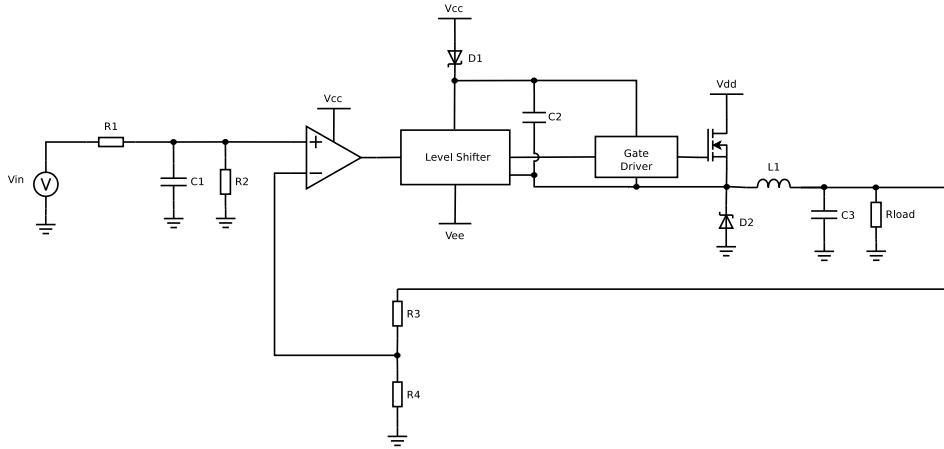 Vcc
D1
Vdd
Vcc
C2
R1
Level Shifter
Gate
Driver
L1
Vin
V
C1
R2
C3
Rload
D2
Vee
R3
R4